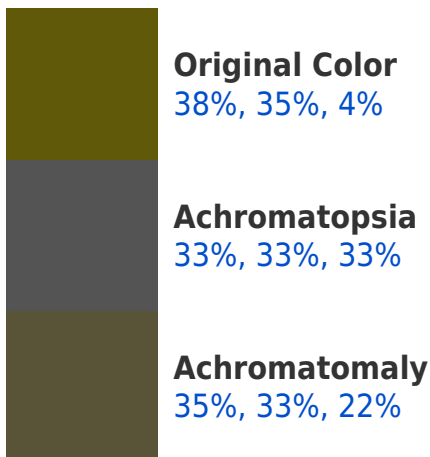 Original Color
38%, 35%, 4%
Achromatopsia
33%, 33%, 33%
Achromatomaly
35%, 33%, 22%